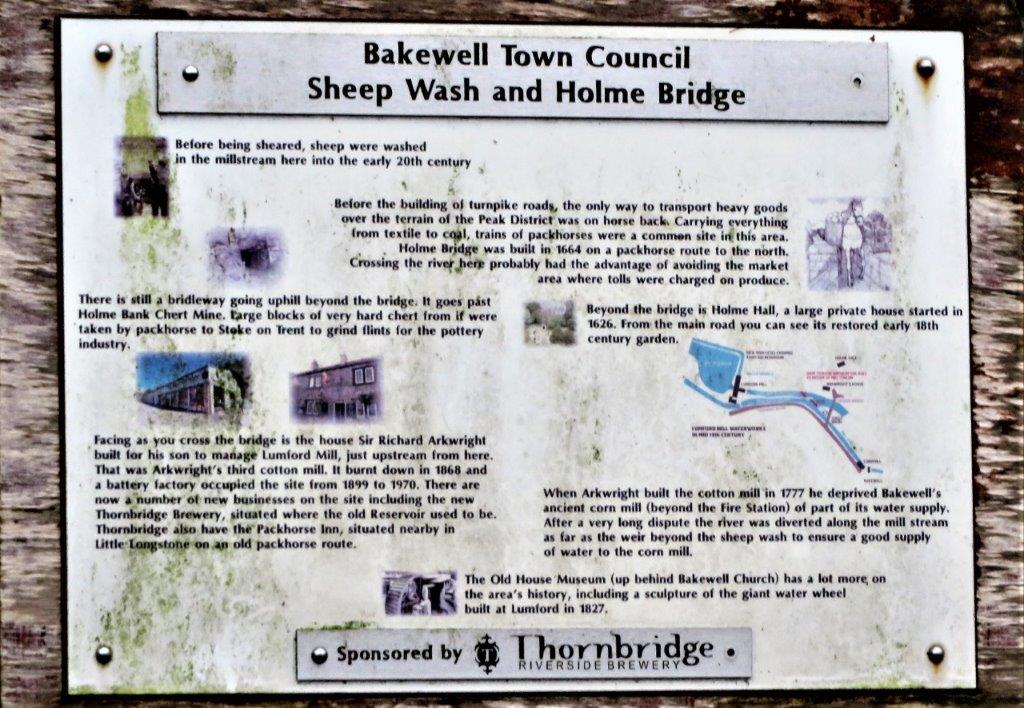 Bakewell Town Council
Sheep Wash and Holme Bridge
Before being sheared, sheep were washed
in the millstream here into the early 20th century
Before the building of turnpike roads, the only way to transport heavy goods
over the terrain of the Peak District was on horse back. Carrying everything
from textile to coal, trains of packhorses were a common site in this area.
Holme Bridge was built in 1664 on a packhorse route to the north.
Crossing the river here probably had the advantage of avoiding the market
area where tolls were charged on produce.
There is still a bridleway going uphill beyond the bridge. It goes past
Holme Bank Chert Mine. Large blocks of very hard chert from it were
taken by packhorse to Stoke on Trent to grind flints for the pottery
industry.
Beyond the bridge is Holme Hall, a large private house started in
1626. From the main road you can see its restored early 18th
century garden.
LUMFORD MILL WATERWORKS
IN MID 19th CENTURY
Facing as you cross the bridge is the house Sir Richard Arkwright
built for his son to manage Lumford Mill, just upstream from here.
That was Arkwright's third cotton mill. It burnt down in 1868 and
a battery factory occupied the site from 1899 to 1970. There are
now a number of new businesses on the site including the new
Thornbridge Brewery, situated where the old Reservoir used to be.
Thornbridge also have the Packhorse Inn, situated nearby in
Little Longstone on an old packhorse route.
When Arkwright built the cotton mill in 1777 he deprived Bakewell's
ancient corn mill (beyond the Fire Station) of part of its water supply.
After a very long dispute the river was diverted along the mill stream
as far as the weir beyond the sheep wash to ensure a good supply
of water to the corn mill.
The Old House Museum (up behind Bakewell Church) has a lot more on
the area's history, including a sculpture of the giant water wheel
built at Lumford in 1827.
Sponsored by Thornbridge
RIVERSIDE BREWERY